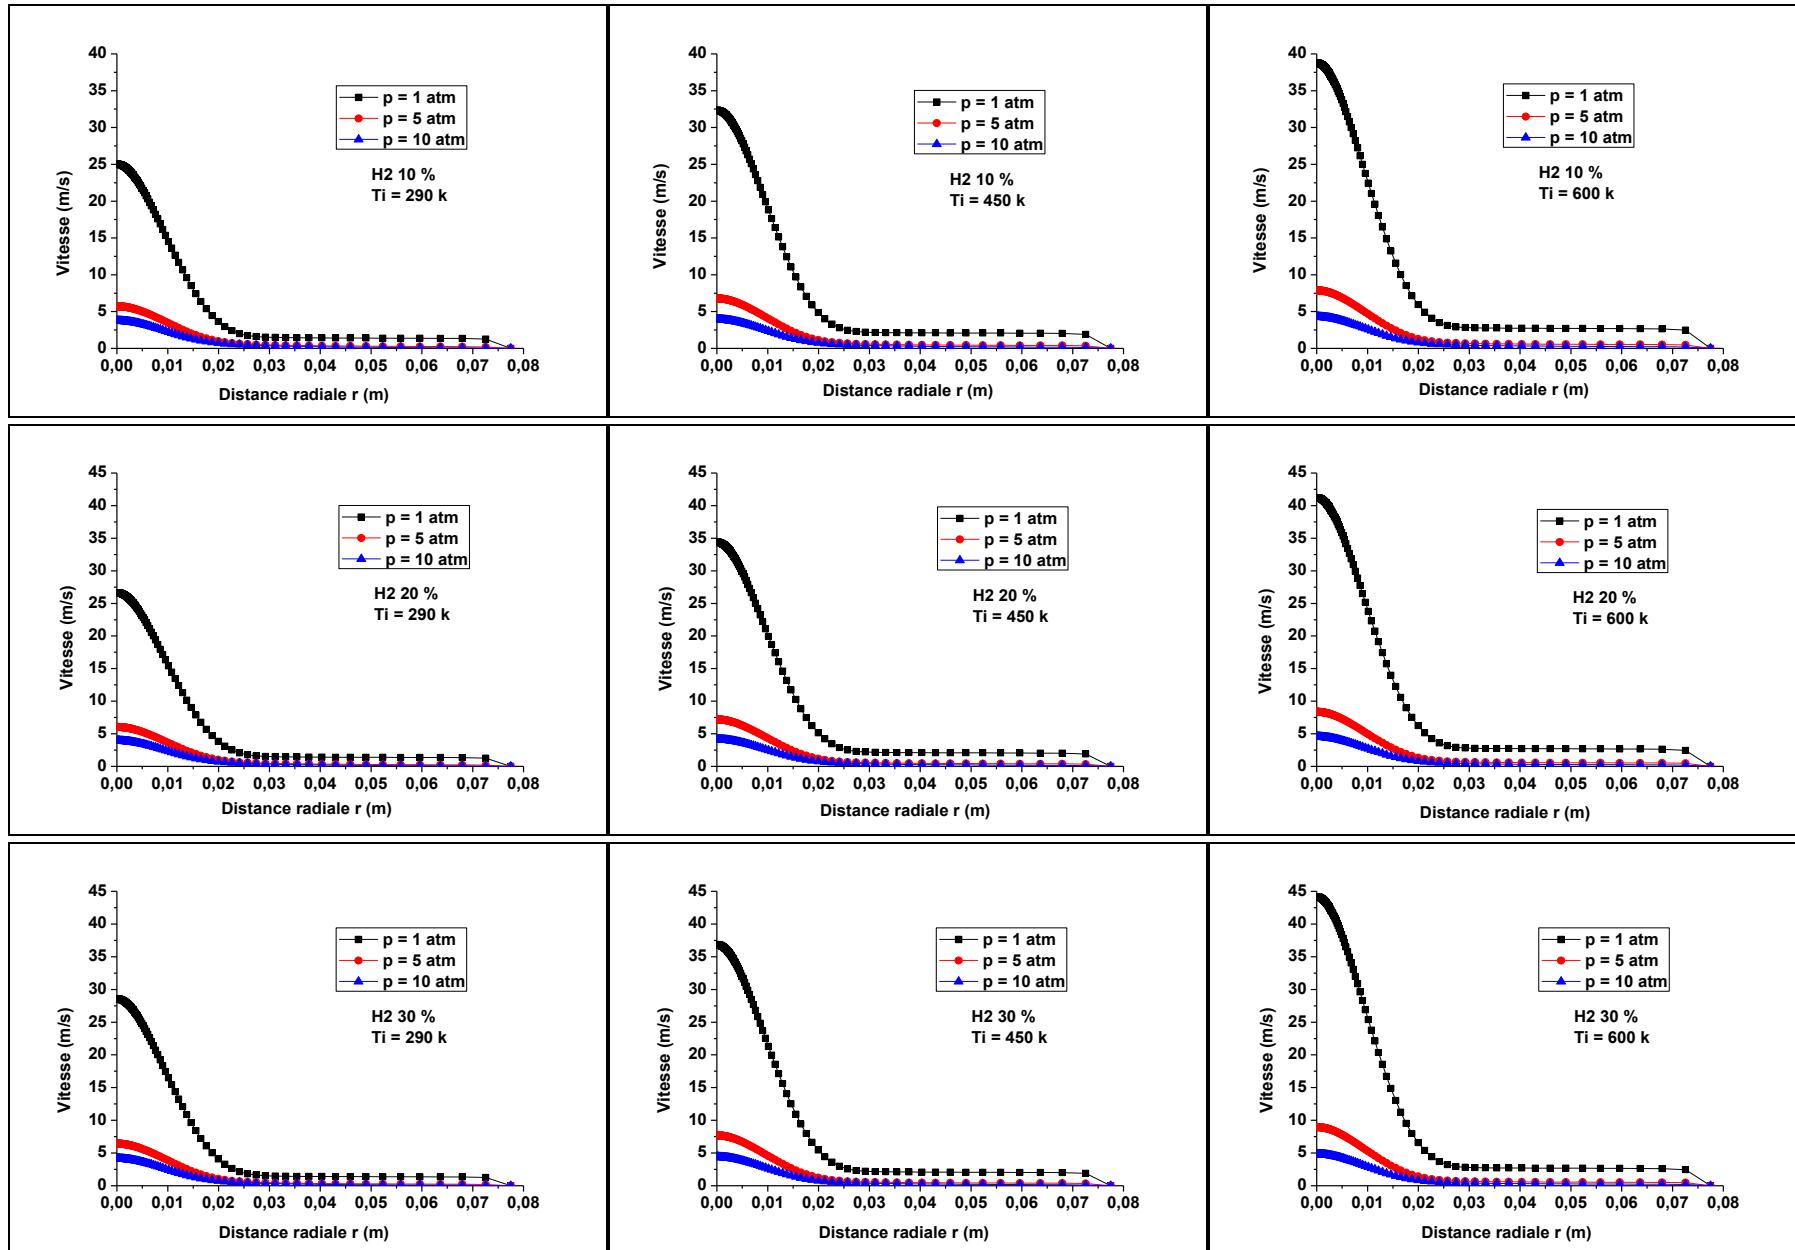 40
35
30
25
20
15
10
5
0
Vitesse (m/s)
p = 1 atm
p = 5 atm
p = 10 atm
H2 10 %
Ti = 290 k
0,00 0,01 0,02 0,03 0,04 0,05 0,06 0,07 0,08
Distance radiale r (m)
40
35
30
25
20
15
10
5
0
Vitesse (m/s)
p = 1 atm
p = 5 atm
p = 10 atm
H2 10 %
Ti = 450 k
0,00 0,01 0,02 0,03 0,04 0,05 0,06 0,07 0,08
Distance radiale r (m)
40
35
30
25
20
15
10
5
0
Vitesse (m/s)
p = 1 atm
p = 5 atm
p = 10 atm
H2 10 %
Ti = 600 k
0,00 0,01 0,02 0,03 0,04 0,05 0,06 0,07 0,08
Distance radiale r (m)
45
40
35
30
25
20
15
10
5
0
Vitesse (m/s)
p = 1 atm
p = 5 atm
p = 10 atm
H2 20 %
Ti = 290 k
0,00 0,01 0,02 0,03 0,04 0,05 0,06 0,07 0,08
Distance radiale r (m)
45
40
35
30
25
20
15
10
5
0
Vitesse (m/s)
p = 1 atm
p = 5 atm
p = 10 atm
H2 20 %
Ti = 450 k
0,00 0,01 0,02 0,03 0,04 0,05 0,06 0,07 0,08
Distance radiale r (m)
45
40
35
30
25
20
15
10
5
0
Vitesse (m/s)
p = 1 atm
p = 5 atm
p = 10 atm
H2 20 %
Ti = 600 k
0,00 0,01 0,02 0,03 0,04 0,05 0,06 0,07 0,08
Distance radiale r (m)
45
40
35
30
25
20
15
10
5
0
Vitesse (m/s)
p = 1 atm
p = 5 atm
p = 10 atm
H2 30 %
Ti = 290 k
0,00 0,01 0,02 0,03 0,04 0,05 0,06 0,07 0,08
Distance radiale r (m)
45
40
35
30
25
20
15
10
5
0
Vitesse (m/s)
p = 1 atm
p = 5 atm
p = 10 atm
H2 30 %
Ti = 450 k
0,00 0,01 0,02 0,03 0,04 0,05 0,06 0,07 0,08
Distance radiale r (m)
45
40
35
30
25
20
15
10
5
0
Vitesse (m/s)
p = 1 atm
p = 5 atm
p = 10 atm
H2 30 %
Ti = 600 k
0,00 0,01 0,02 0,03 0,04 0,05 0,06 0,07 0,08
Distance radiale r (m)